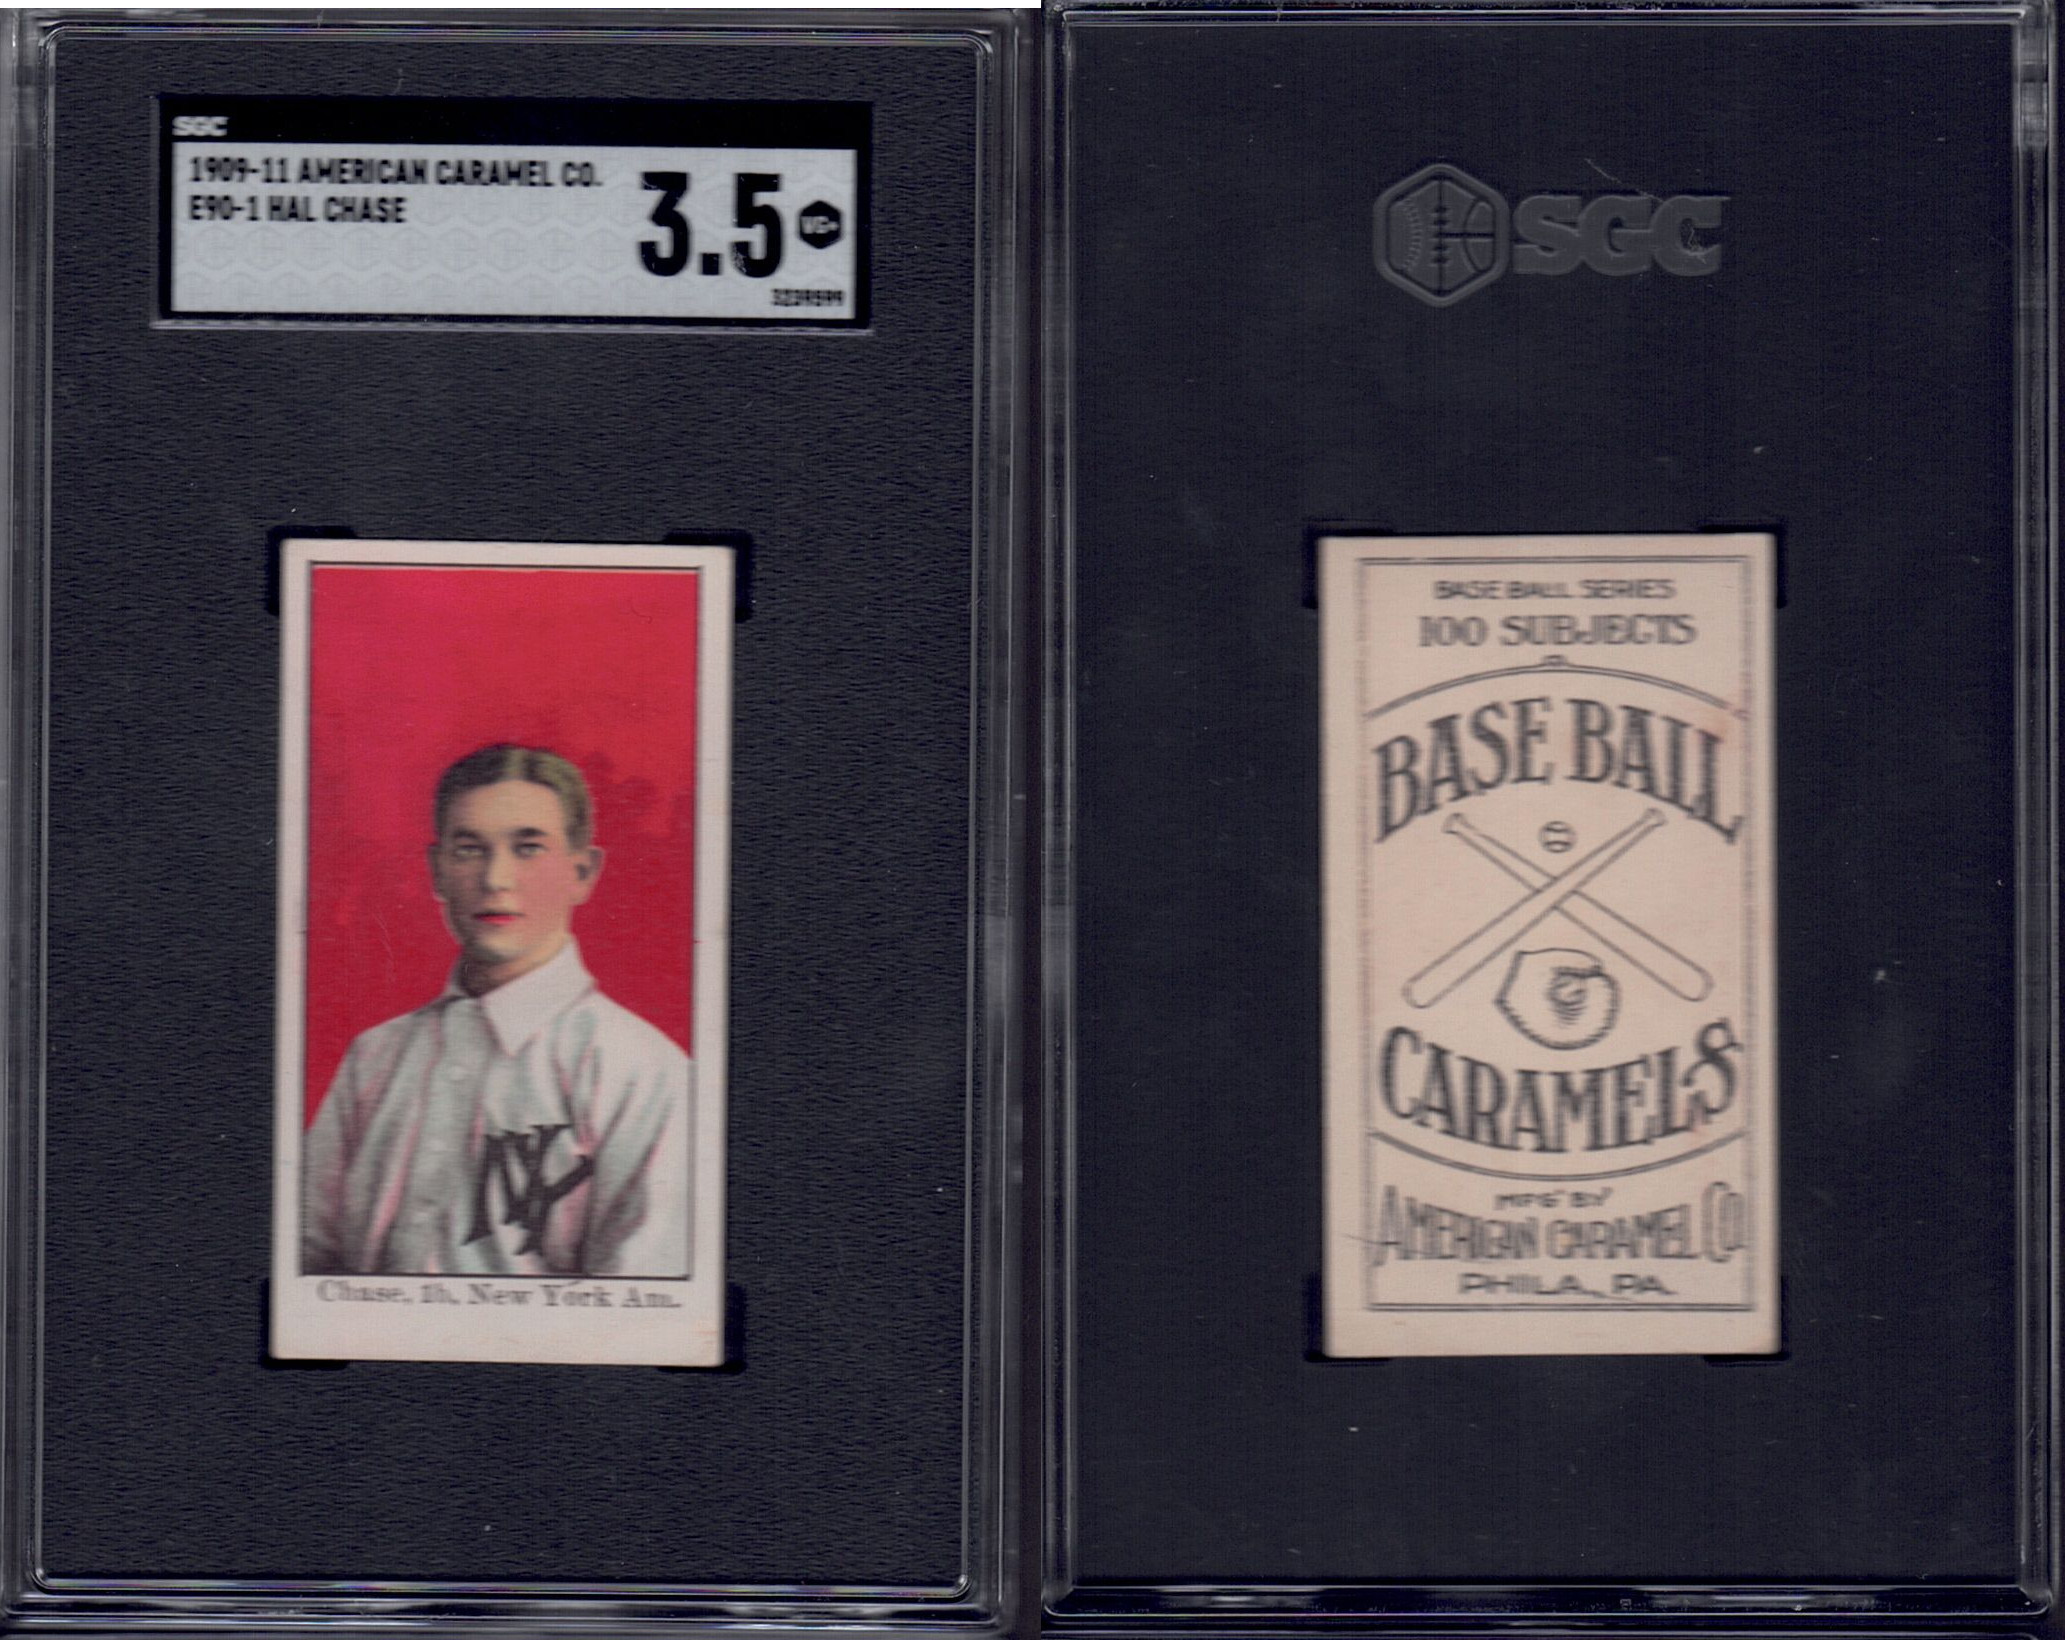 SGC
1909-11 AMERICAN CARAMEL CO.
E90-1 HAL CHASE
3.5
VG+
3239599
NY
Chase, 1b, New York Am.
SGC
BASE BALL SERIES
100 SUBJECTS
BASE BALL
CARAMELS
MFG BY
AMERICAN CARAMEL CO.
PHILA., PA.